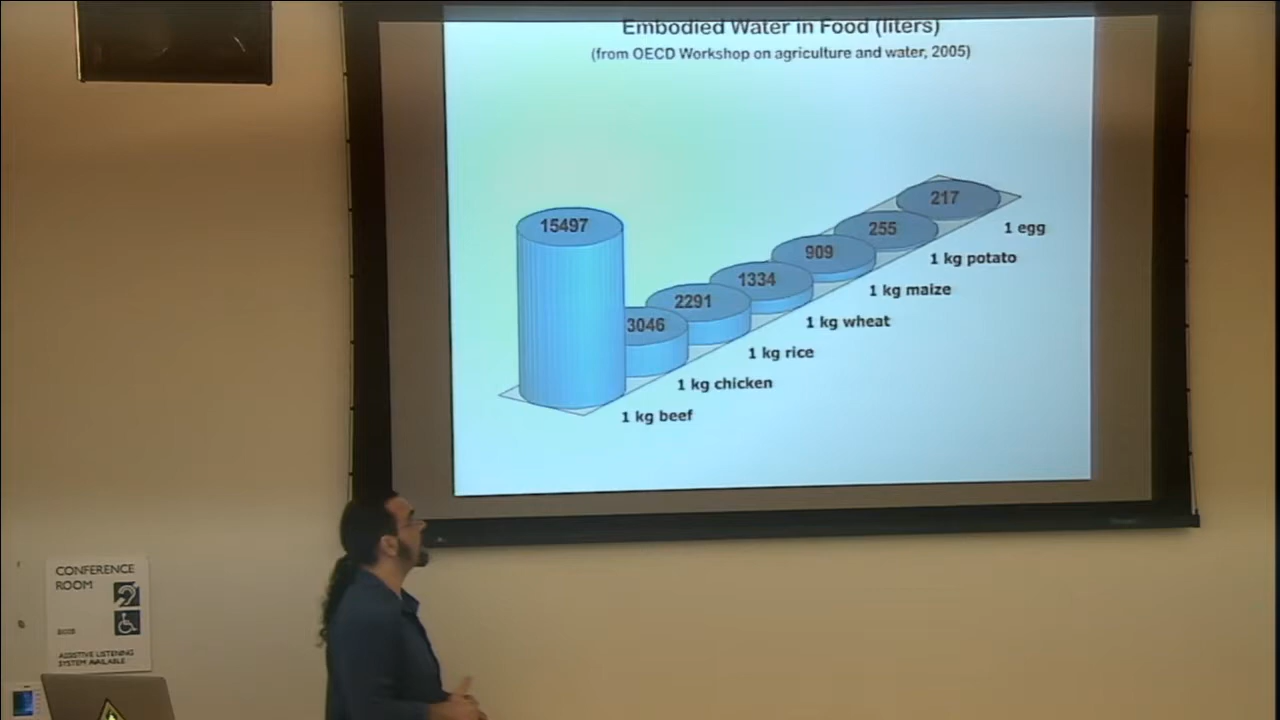 Embodied Water in Food (liters)
(from OECD Workshop on agriculture and water, 2005)
15497
3046
2291
1334
909
255
217
1 egg
1 kg potato
1 kg maize
1 kg wheat
1 kg rice
1 kg chicken
1 kg beef
CONFERENCE
ROOM
ASSISTIVE LISTENING
SYSTEM AVAILABLE